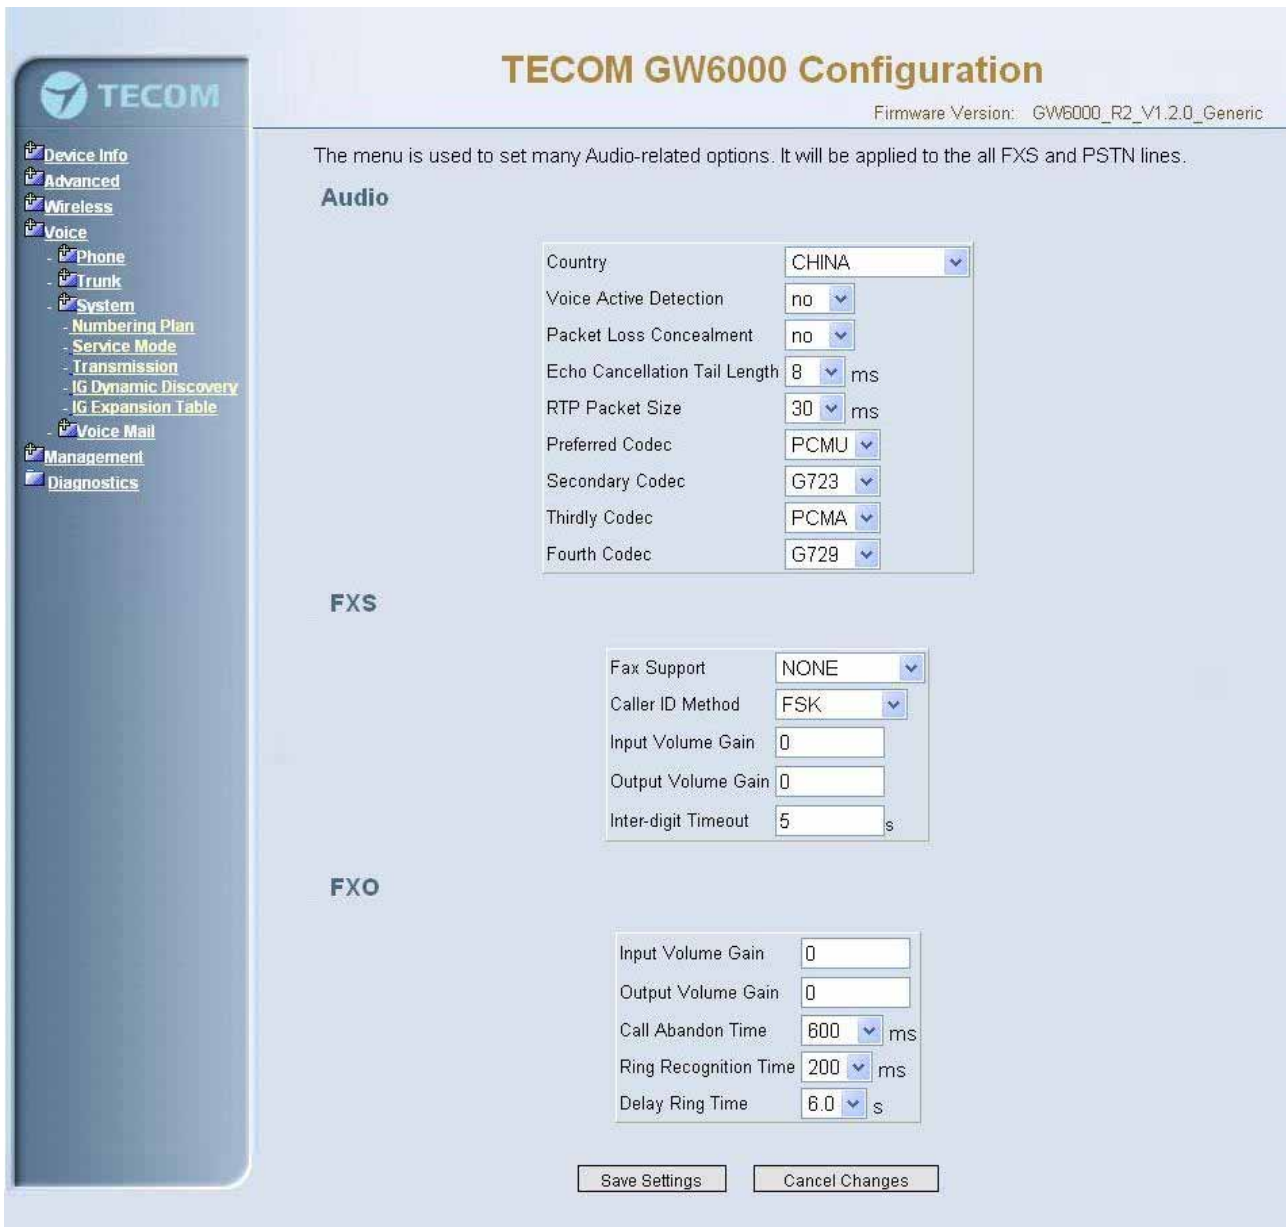 TECOM
TECOM GW6000 Configuration
Firmware Version: GW6000_R2_V1.2.0_Generic
Device Info
Advanced
Wireless
Voice
- Phone
- Trunk
- System
- Numbering Plan
- Service Mode
- Transmission
- IG Dynamic Discovery
- IG Expansion Table
- Voice Mail
Management
Diagnostics
The menu is used to set many Audio-related options. It will be applied to the all FXS and PSTN lines.
Audio
Country CHINA
Voice Active Detection no
Packet Loss Concealment no
Echo Cancellation Tail Length 8 ms
RTP Packet Size 30 ms
Preferred Codec PCMU
Secondary Codec G723
Thirdly Codec PCMA
Fourth Codec G729
FXS
Fax Support NONE
Caller ID Method FSK
Input Volume Gain 0
Output Volume Gain 0
Inter-digit Timeout 5 s
FXO
Input Volume Gain 0
Output Volume Gain 0
Call Abandon Time 600 ms
Ring Recognition Time 200 ms
Delay Ring Time 6.0 s
Save Settings Cancel Changes